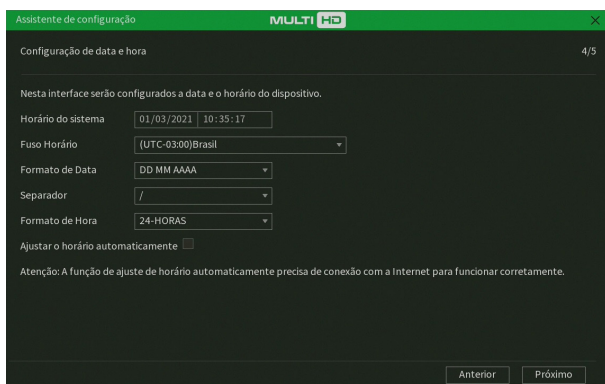 Assistente de configuração MULTI HD X
Configuração de data e hora 4/5
Nesta interface serão configurados a data e o horário do dispositivo.
Horário do sistema 01/03/2021 10:35:17
Fuso Horário (UTC-03:00)Brasil
Formato de Data DD MM AAAA
Separador /
Formato de Hora 24-HORAS
Ajustar o horário automaticamente
Atenção: A função de ajuste de horário automaticamente precisa de conexão com a Internet para funcionar corretamente.
Anterior Próximo